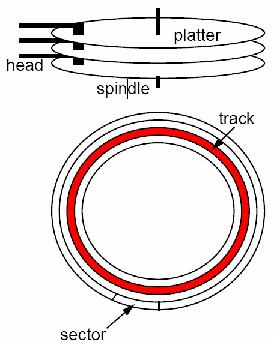 platter
head
spindle
track
sector